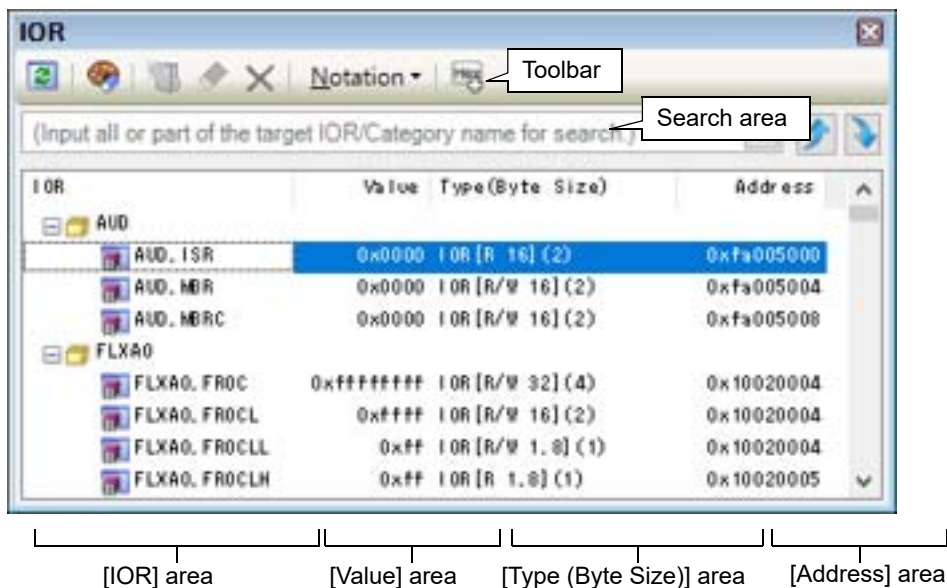 IOR
Notation
Toolbar
Search area
(Input all or part of the target IOR/Category name for search.)
IOR Value Type(Byte Size) Address
AUD
AUD.ISR 0x0000 IOR[R 16](2) 0xfa005000
AUD.MBR 0x0000 IOR[R/W 16](2) 0xfa005004
AUD.MBRC 0x0000 IOR[R/W 16](2) 0xfa005008
FLXA0
FLXA0.FROC 0xffffffff IOR[R/W 32](4) 0x10020004
FLXA0.FROCL 0xffff IOR[R/W 16](2) 0x10020004
FLXA0.FROCLL 0xff IOR[R/W 1.8](1) 0x10020004
FLXA0.FROCLH 0xff IOR[R 1.8](1) 0x10020005
[IOR] area [Value] area [Type (Byte Size)] area [Address] area